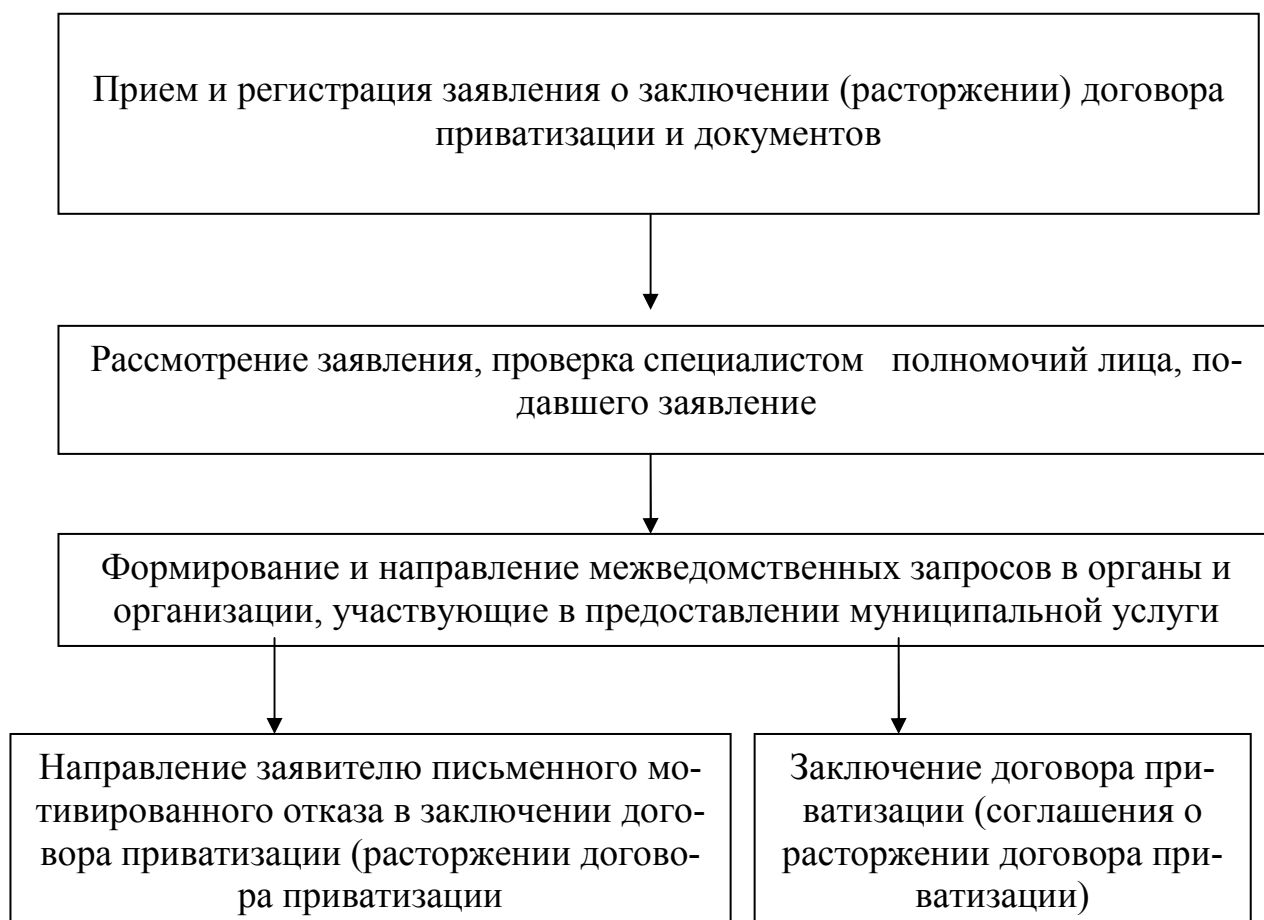 Прием и регистрация заявления о заключении (расторжении) договора
приватизации и документов
Рассмотрение заявления, проверка специалистом полномочий лица, по-
давшего заявление
Формирование и направление межведомственных запросов в органы и
организации, участвующие в предоставлении муниципальной услуги
Направление заявителю письменного мо-
тивированного отказа в заключении дого-
вора приватизации (расторжении догово-
ра приватизации
Заключение договора при-
ватизации (соглашения о
расторжении договора при-
ватизации)